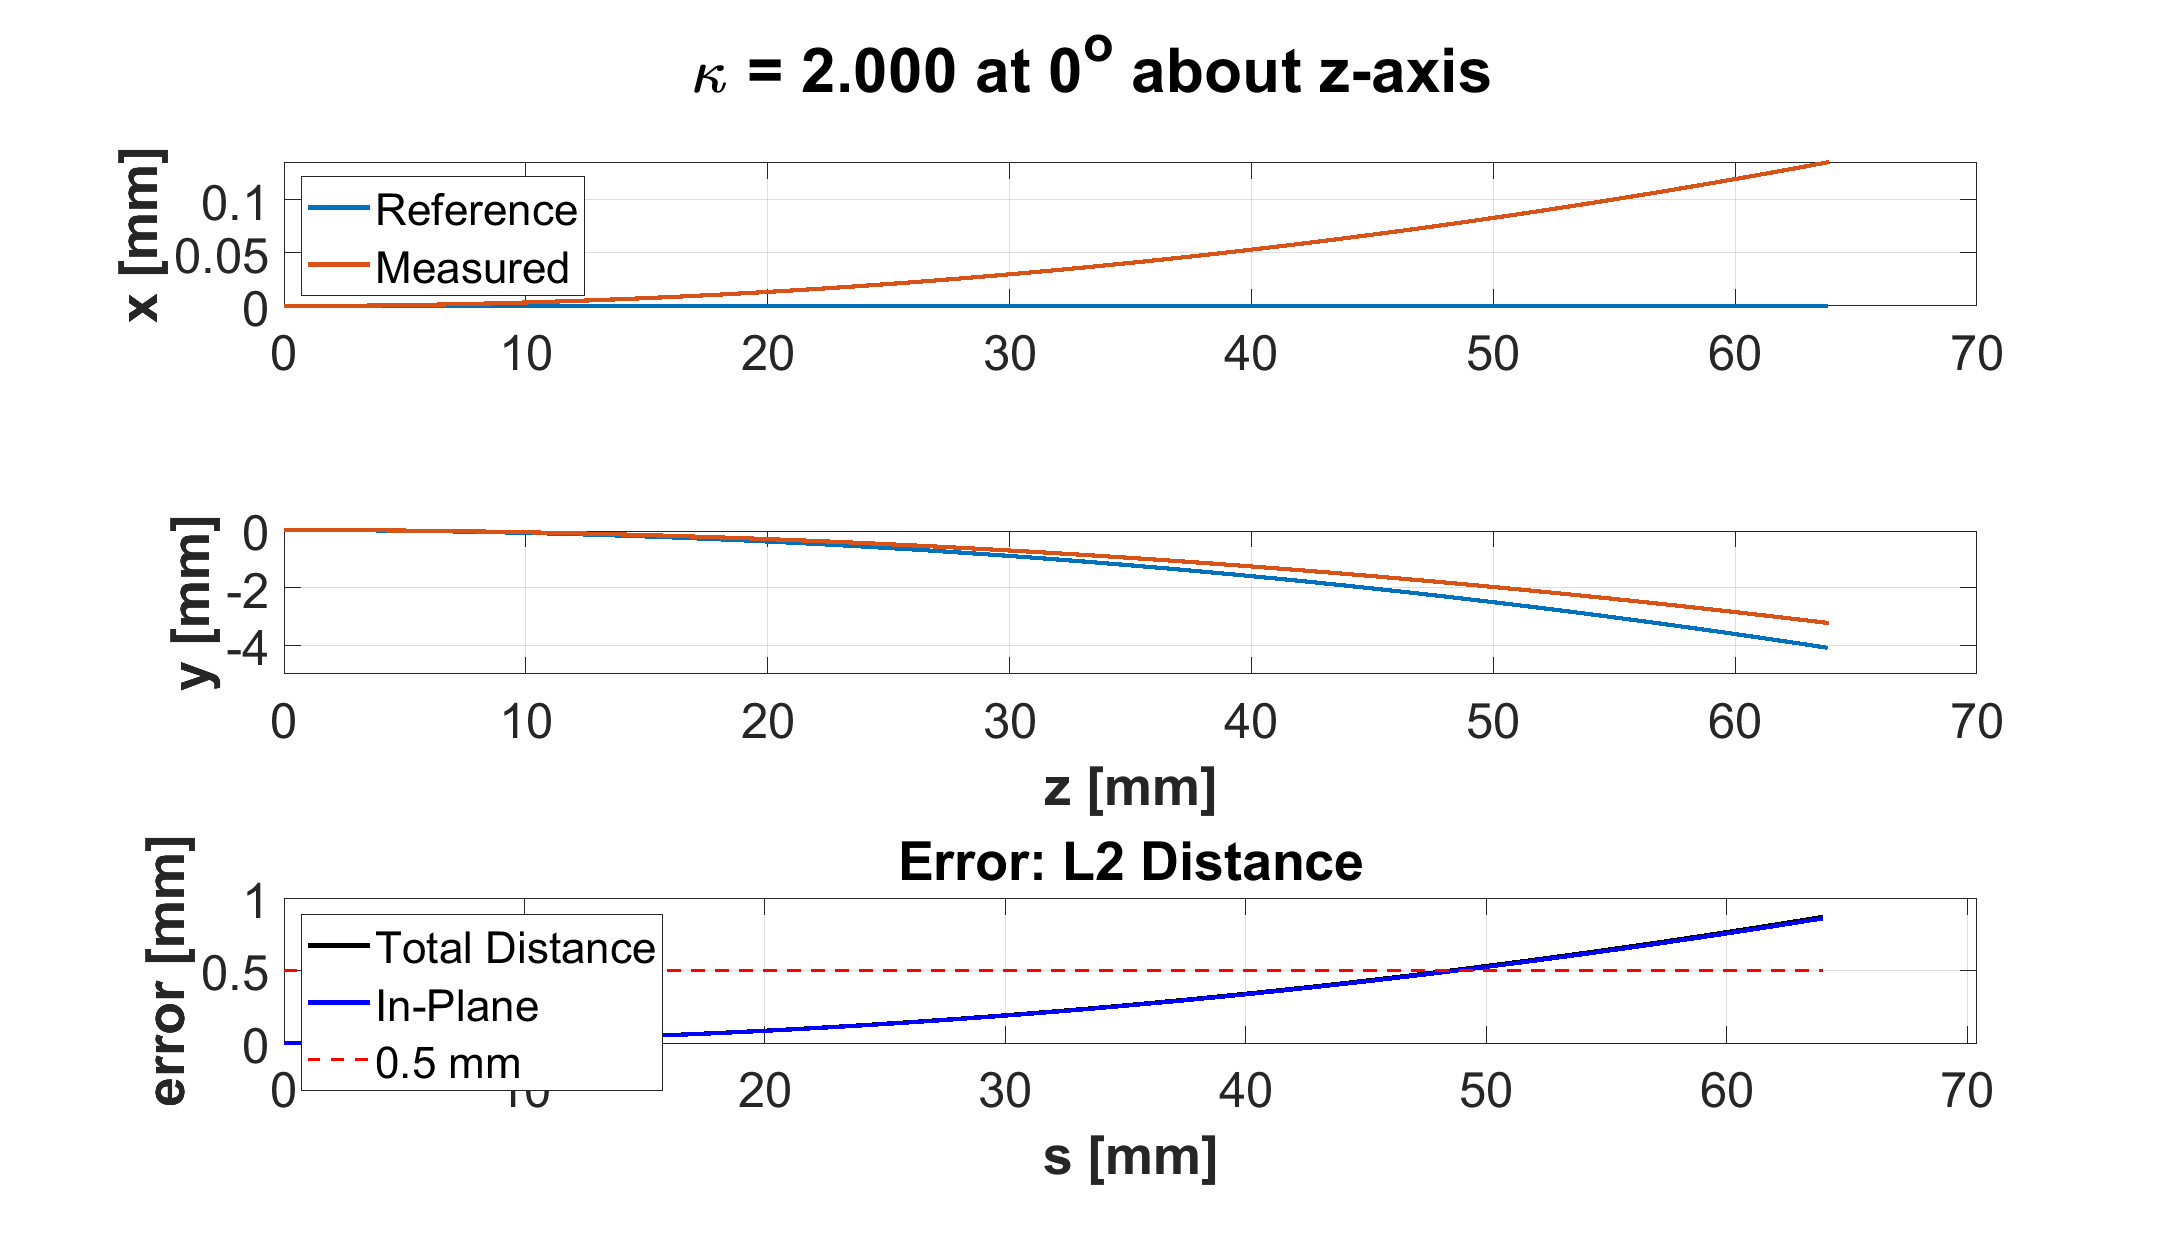 κ = 2.000 at 0° about z-axis
x [mm]
0.1
0.05
0
Reference
Measured
0 10 20 30 40 50 60 70
y [mm]
0
-2
-4
0 10 20 30 40 50 60 70
z [mm]
Error: L2 Distance
error [mm]
1
0.5
0
Total Distance
In-Plane
0.5 mm
0 10 20 30 40 50 60 70
s [mm]